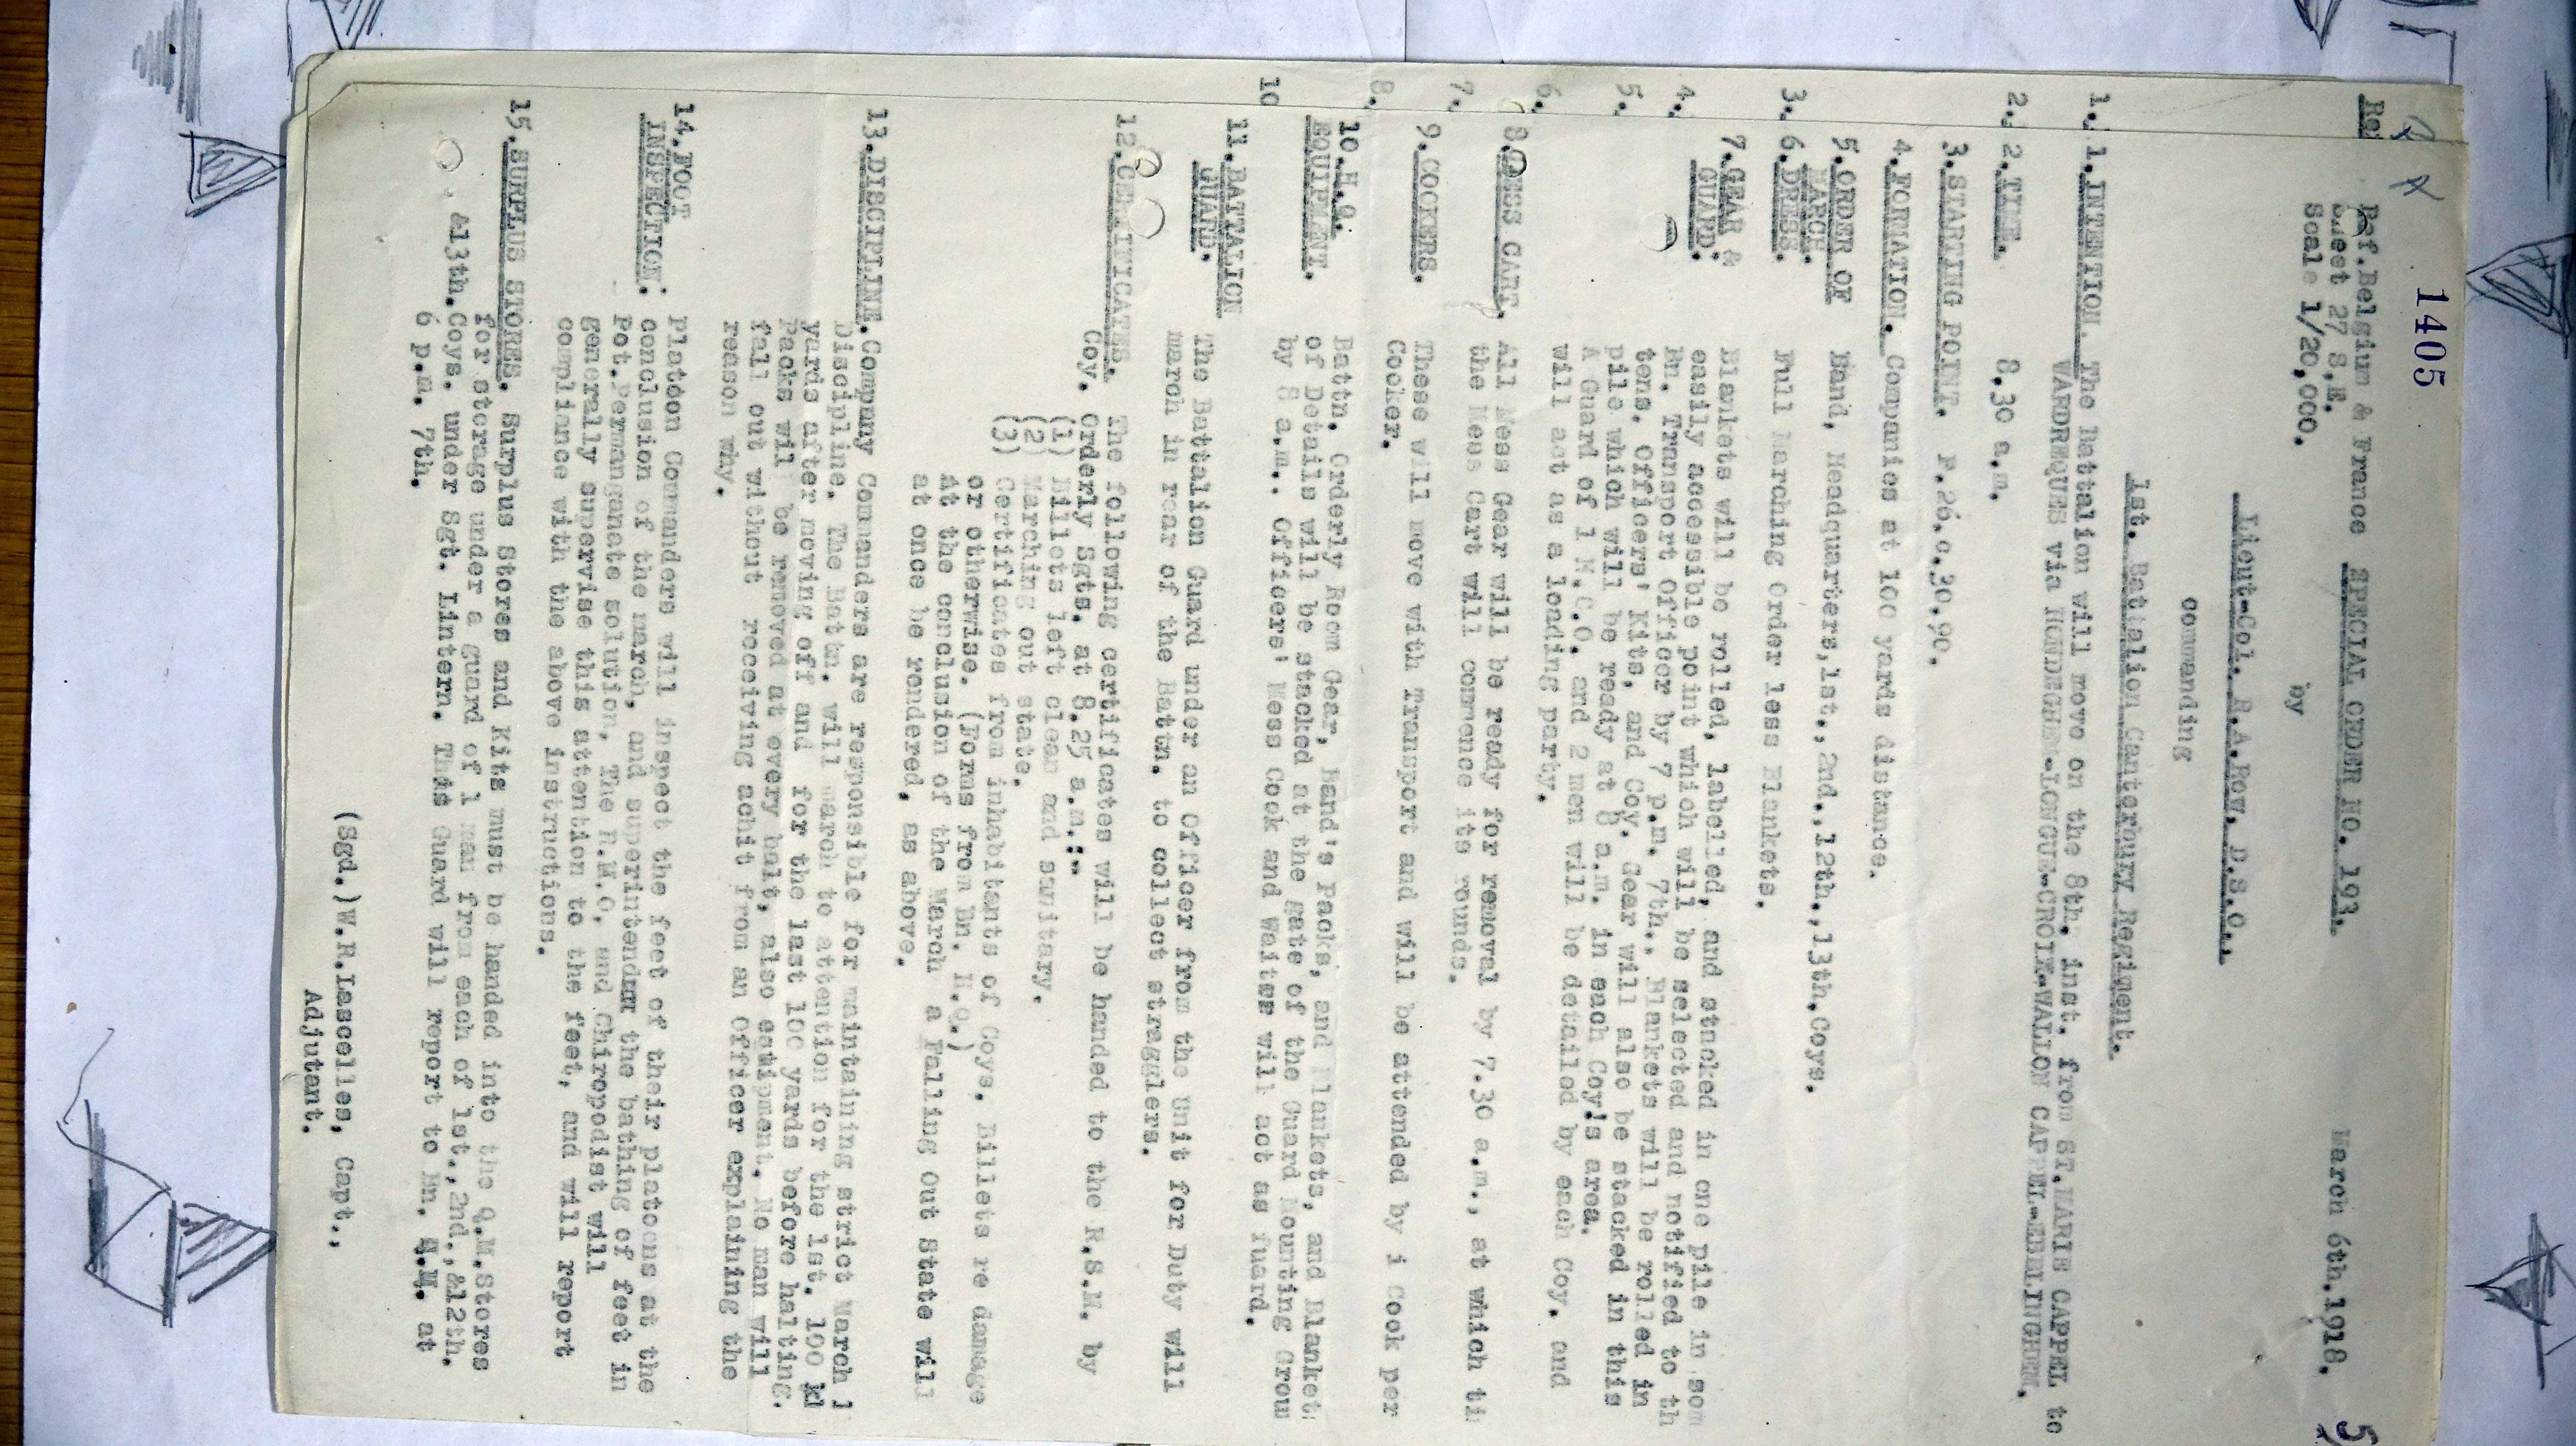 1405
Ref.Belgium & France SPECIAL ORDER NO. 193. March 6th.1918.
Sheet 27 S.E.
Scale 1/20,000.
by
Lieut-Col. R.A.Row, D.S.O.,
commanding
1st. Battalion Canterbury Regiment.
1. INTENTION. The Battalion will move on the 8th. inst. from ST.MARIE CAPPEL to
WARDREQUES via HONDEGHEM-LONGUE-CROIX-WALLON CAPPEL-EBBLINGHEM.
2. TIME. 8.30 a.m.
3. STARTING POINT. P.26.c.30.90.
4. FORMATION. Companies at 100 yards distance.
5. ORDER OF Band, Headquarters,1st.,2nd.,12th.,13th.Coys.
MARCH.
6. DRESS. Full Marching Order less Blankets.
7. GEAR & Blankets will be rolled, labelled, and stacked in one pile in som
GUARD. easily accessible point which will be selected and notified to th
Bn. Transport Officer by 7 p.m. 7th.. Blankets will be rolled in
tens. Officers' Kits, and Coy. Gear will also be stacked in this
pile which will be ready at 8 a.m. in each Coy's area.
A Guard of 1 N.C.O. and 2 men will be detailed by each Coy. and
will act as a loading party.
8. MESS CART. All Mess Gear will be ready for removal by 7.30 a.m., at which ti
the Mess Cart will commence its rounds.
9. COOKERS. These will move with Transport and will be attended by 1 Cook per
Cooker.
10. H.Q. Battn. Orderly Room Gear, Band's Packs, and Blankets, and Blankets
EQUIPMENT. of Details will be stacked at the gate of the Guard Mounting Grou
by 8 a.m.. Officers' Mess Cook and Waiter will act as fuard.
11. BATTALION The Battalion Guard under an Officer from the Unit for Duty will
GUARD. march in rear of the Battn. to collect stragglers.
12. CERTIFICATES. The following certificates will be handed to the R.S.M. by
Coy. Orderly Sgts. at 8.25 a.m.:-
(1) Billets left clean and sanitary.
(2) Marching out state.
(3) Certificates from inhabitants of Coys. Billets re damage
or otherwise. (Forms from Bn. H.Q.)
At the conclusion of the March a Falling Out State will
at once be rendered, as above.
13. DISCIPLINE. Company Commanders are responsible for maintaining strict March
Discipline. The Battn. will march to attention for the 1st. 100
yards after moving off and for the last 100 yards before halting.
Packs will be removed at every halt, also equipment. No man will
fall out without receiving achit from an Officer explaining the
reason why.
14. FOOT Platoon Commanders will inspect the feet of their platoons at the
INSPECTION. conclusion of the march, and superintend the bathing of feet in
Pot.Permanganate solution, The R.M.O. and Chiropodist will
generally supervise this attention to the feet, and will report
compliance with the above instructions.
15. SURPLUS STORES. Surplus Stores and Kits must be handed into the Q.M.Stores
for storage under a guard of 1 man from each of 1st.,2nd.,&12th.
&13th.Coys. under Sgt. Lintern. This Guard will report to Bn. Q.M. at
6 p.m. 7th.
(Sgd.)W.R.Lascelles, Capt.,
Adjutant.